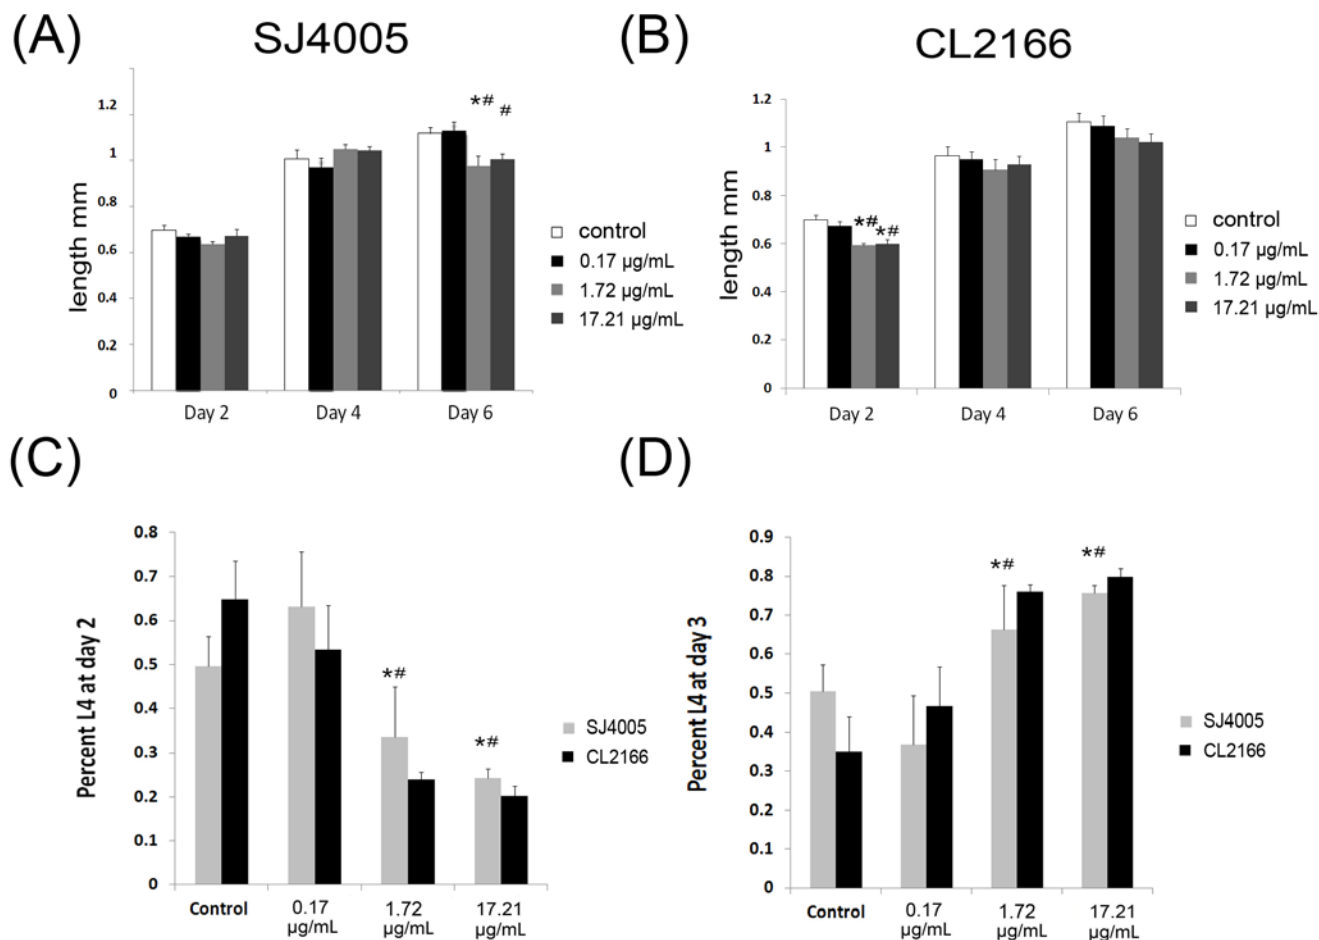 (A)
SJ4005
length mm
1.2
1
0.8
0.6
0.4
0.2
0
*#
#
Day 2
Day 4
Day 6
control
0.17 µg/mL
1.72 µg/mL
17.21 µg/mL
(B)
CL2166
length mm
1.2
1
0.8
0.6
0.4
0.2
0
*#
*#
Day 2
Day 4
Day 6
control
0.17 µg/mL
1.72 µg/mL
17.21 µg/mL
(C)
Percent L4 at day 2
0.8
0.7
0.6
0.5
0.4
0.3
0.2
0.1
0
*#
*#
Control
0.17
µg/mL
1.72
µg/mL
17.21
µg/mL
SJ4005
CL2166
(D)
Percent L4 at day 3
0.9
0.8
0.7
0.6
0.5
0.4
0.3
0.2
0.1
0
*#
*#
Control
0.17
µg/mL
1.72
µg/mL
17.21
µg/mL
SJ4005
CL2166